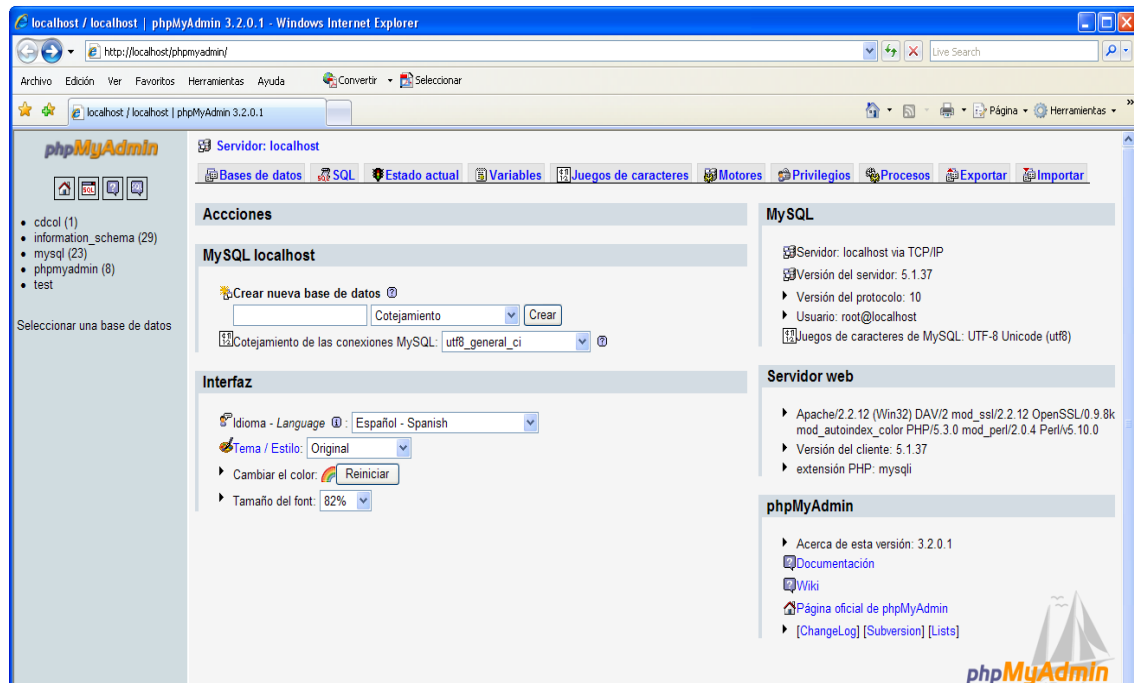 localhost / localhost | phpMyAdmin 3.2.0.1 - Windows Internet Explorer
http://localhost/phpmyadmin/
Live Search
Archivo Edición Ver Favoritos Herramientas Ayuda Convertir Seleccionar
localhost / localhost | phpMyAdmin 3.2.0.1
Página Herramientas
phpMyAdmin
SQL
cdcol (1)
information_schema (29)
mysql (23)
phpmyadmin (8)
test
Seleccionar una base de datos
Servidor: localhost
Bases de datos SQL Estado actual Variables Juegos de caracteres Motores Privilegios Procesos Exportar Importar
Accciones
MySQL localhost
Crear nueva base de datos
Cotejamiento Crear
Cotejamiento de las conexiones MySQL: utf8_general_ci
Interfaz
Idioma - Language : Español - Spanish
Tema / Estilo: Original
Cambiar el color: Reiniciar
Tamaño del font: 82%
MySQL
Servidor: localhost via TCP/IP
Versión del servidor: 5.1.37
Versión del protocolo: 10
Usuario: root@localhost
Juegos de caracteres de MySQL: UTF-8 Unicode (utf8)
Servidor web
Apache/2.2.12 (Win32) DAV/2 mod_ssl/2.2.12 OpenSSL/0.9.8k
mod_autoindex_color PHP/5.3.0 mod_perl/2.0.4 Perl/v5.10.0
Versión del cliente: 5.1.37
extensión PHP: mysqli
phpMyAdmin
Acerca de esta versión: 3.2.0.1
Documentación
Wiki
Página oficial de phpMyAdmin
[ChangeLog] [Subversion] [Lists]
phpMyAdmin